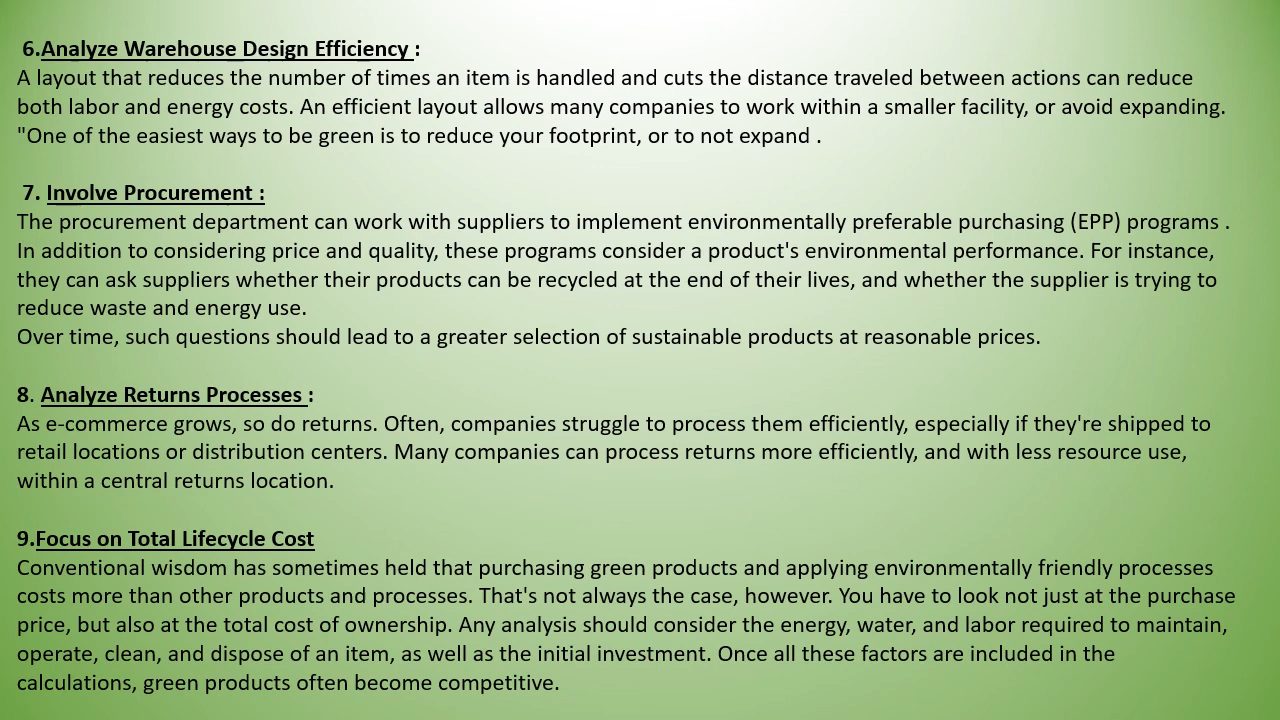 6.Analyze Warehouse Design Efficiency :
A layout that reduces the number of times an item is handled and cuts the distance traveled between actions can reduce
both labor and energy costs. An efficient layout allows many companies to work within a smaller facility, or avoid expanding.
"One of the easiest ways to be green is to reduce your footprint, or to not expand .
7. Involve Procurement :
The procurement department can work with suppliers to implement environmentally preferable purchasing (EPP) programs .
In addition to considering price and quality, these programs consider a product's environmental performance. For instance,
they can ask suppliers whether their products can be recycled at the end of their lives, and whether the supplier is trying to
reduce waste and energy use.
Over time, such questions should lead to a greater selection of sustainable products at reasonable prices.
8. Analyze Returns Processes :
As e-commerce grows, so do returns. Often, companies struggle to process them efficiently, especially if they're shipped to
retail locations or distribution centers. Many companies can process returns more efficiently, and with less resource use,
within a central returns location.
9.Focus on Total Lifecycle Cost
Conventional wisdom has sometimes held that purchasing green products and applying environmentally friendly processes
costs more than other products and processes. That's not always the case, however. You have to look not just at the purchase
price, but also at the total cost of ownership. Any analysis should consider the energy, water, and labor required to maintain,
operate, clean, and dispose of an item, as well as the initial investment. Once all these factors are included in the
calculations, green products often become competitive.